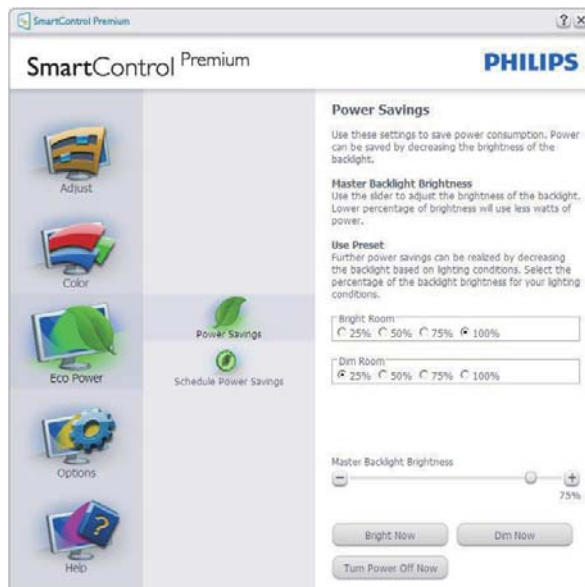 SmartControl Premium
? X
SmartControl Premium
PHILIPS
Adjust
Color
Eco Power
Options
Help
Power Savings
Schedule Power Savings
Power Savings
Use these settings to save power consumption. Power
can be saved by decreasing the brightness of the
backlight.
Master Backlight Brightness
Use the slider to adjust the brightness of the backlight.
Lower percentage of brightness will use less watts of
power.
Use Preset
Further power savings can be realized by decreasing
the backlight based on lighting conditions. Select the
percentage of the backlight brightness for your lighting
conditions.
Bright Room
25% 50% 75% 100%
Dim Room
25% 50% 75% 100%
Master Backlight Brightness
75%
Bright Now Dim Now
Turn Power Off Now